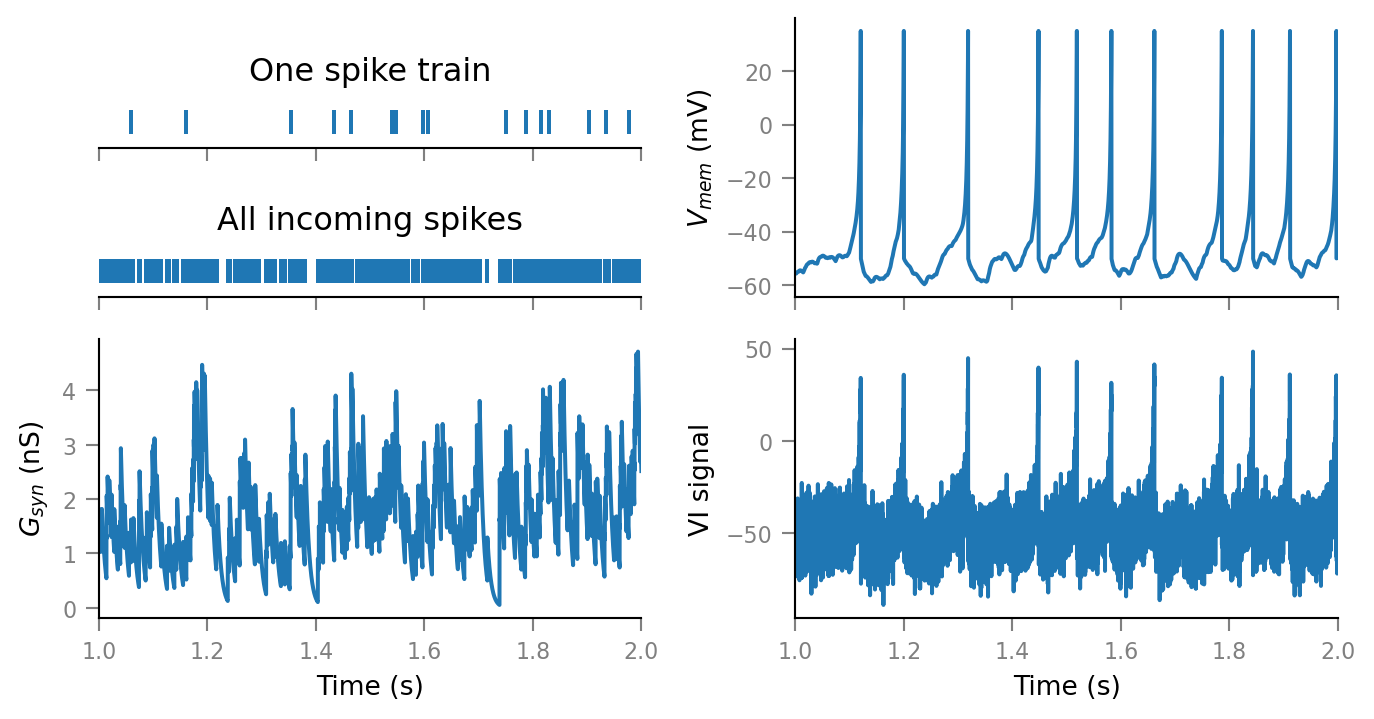 One spike train
All incoming spikes
G_syn (nS)
4
3
2
1
0
1.0 1.2 1.4 1.6 1.8 2.0
Time (s)
V_mem (mV)
20
0
−20
−40
−60
VI signal
50
0
−50
1.0 1.2 1.4 1.6 1.8 2.0
Time (s)